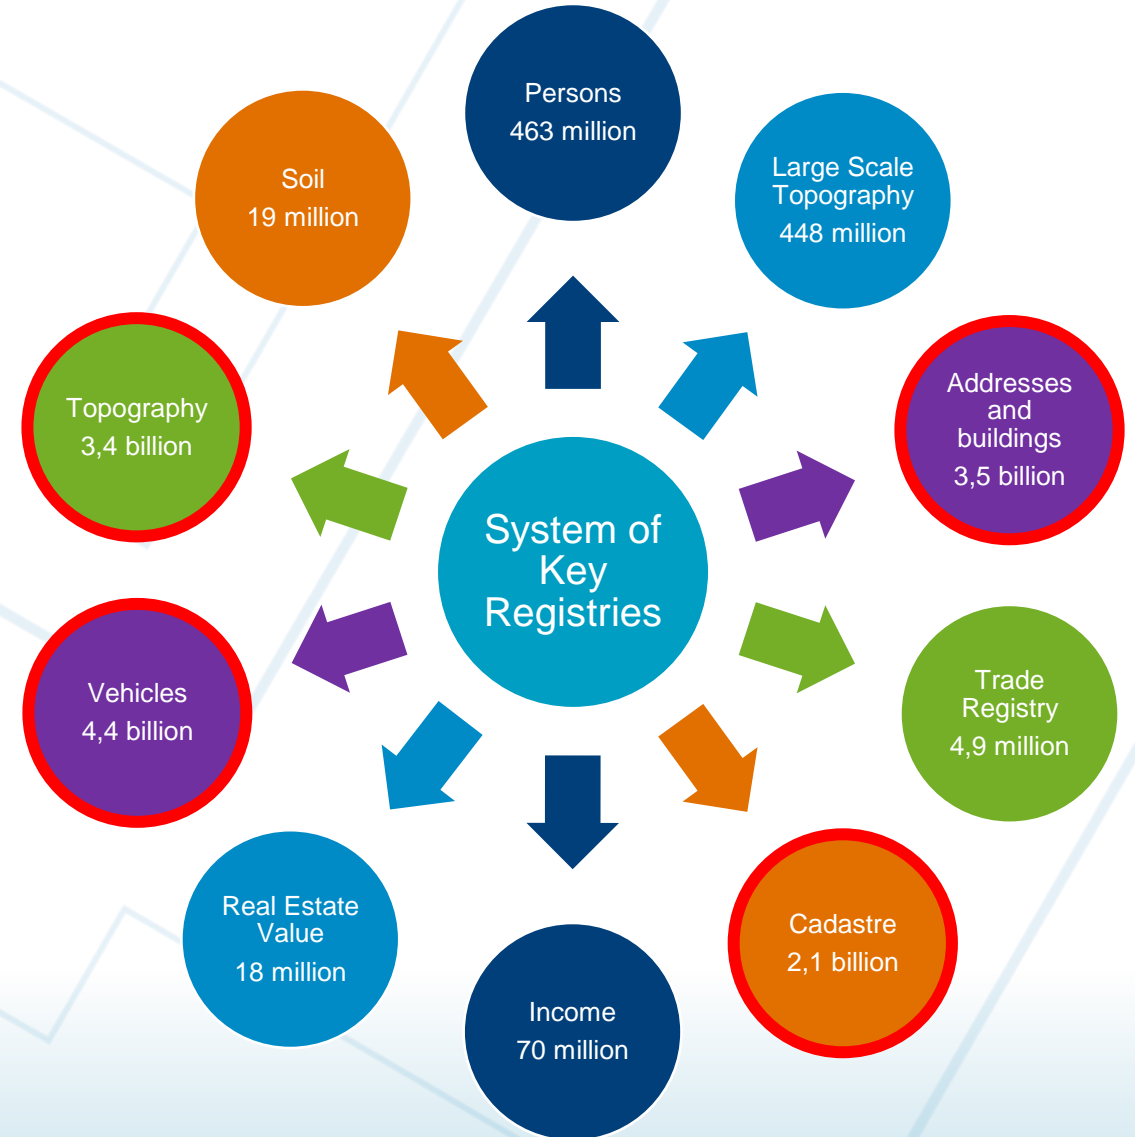 Persons
463 million
Large Scale
Topography
448 million
Addresses
and
buildings
3,5 billion
Trade
Registry
4,9 million
Cadastre
2,1 billion
Income
70 million
Real Estate
Value
18 million
Vehicles
4,4 billion
Topography
3,4 billion
Soil
19 million
System of
Key
Registries